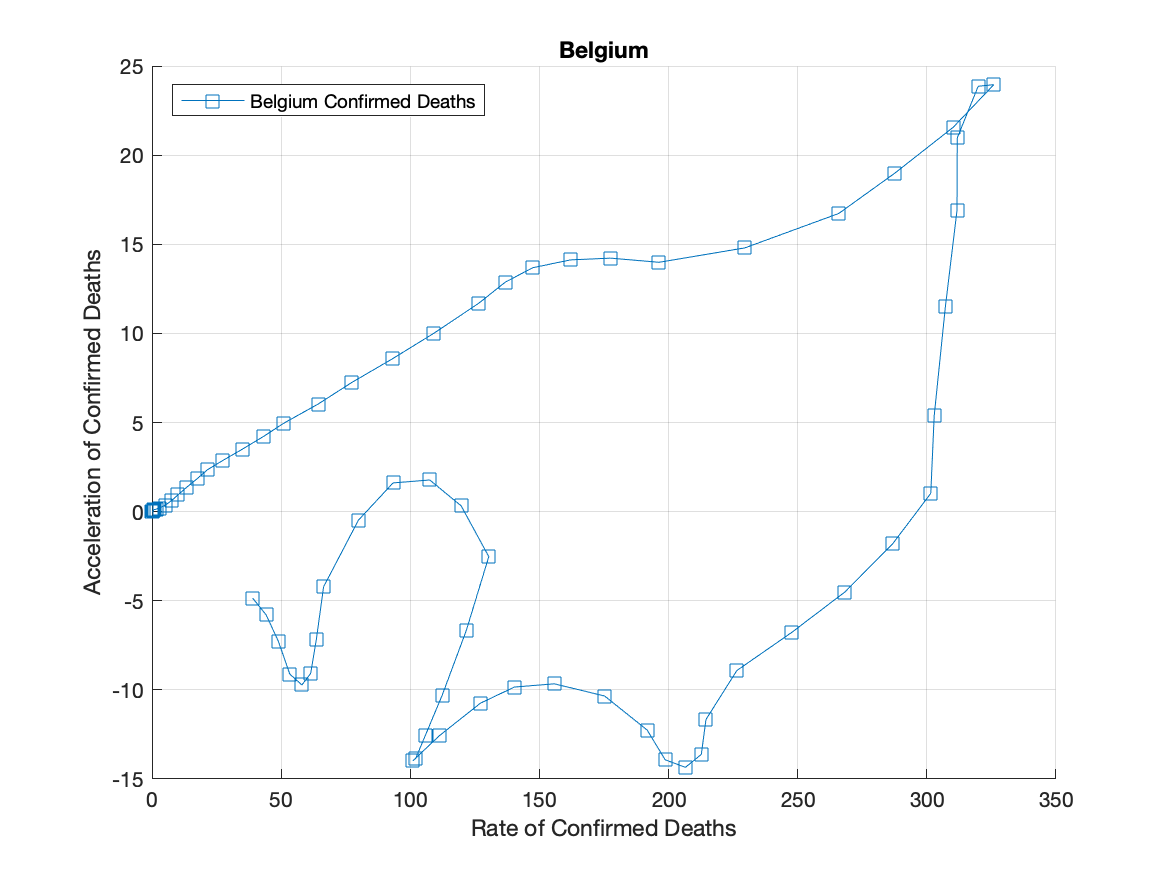 Belgium
Belgium Confirmed Deaths
25
20
15
10
5
0
-5
-10
-15
Acceleration of Confirmed Deaths
0 50 100 150 200 250 300 350
Rate of Confirmed Deaths